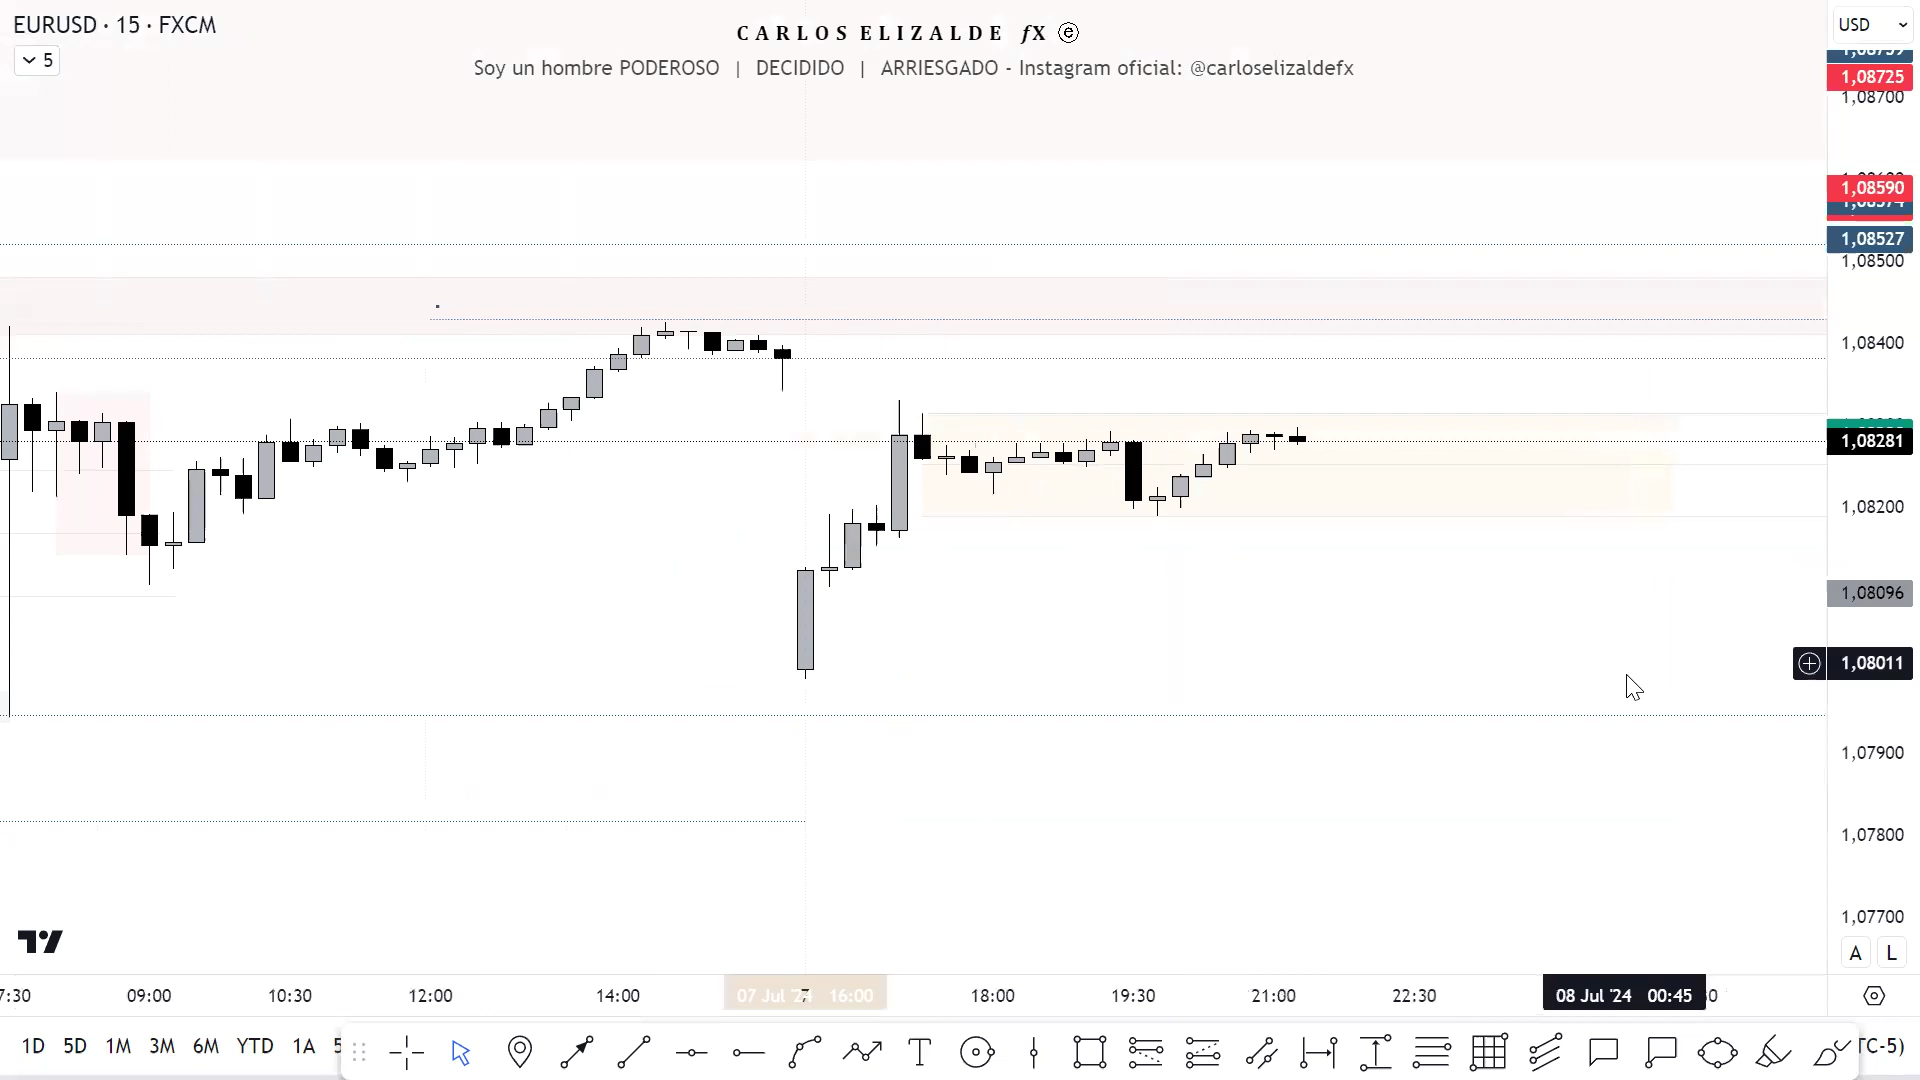 EURUSD · 15 · FXCM
5
CARLOS ELIZALDE ƒX ⓔ
Soy un hombre PODEROSO | DECIDIDO | ARRIESGADO - Instagram oficial: @carloselizaldefx
USD
1,08725
1,08700
1,08590
1,08527
1,08500
1,08400
1,08281
1,08200
1,08096
1,08011
1,07900
1,07800
1,07700
A L
7:30 09:00 10:30 12:00 14:00 07 Jul '24 16:00 18:00 19:30 21:00 22:30 08 Jul '24 00:45
1D 5D 1M 3M 6M YTD 1A 5
TC-5)